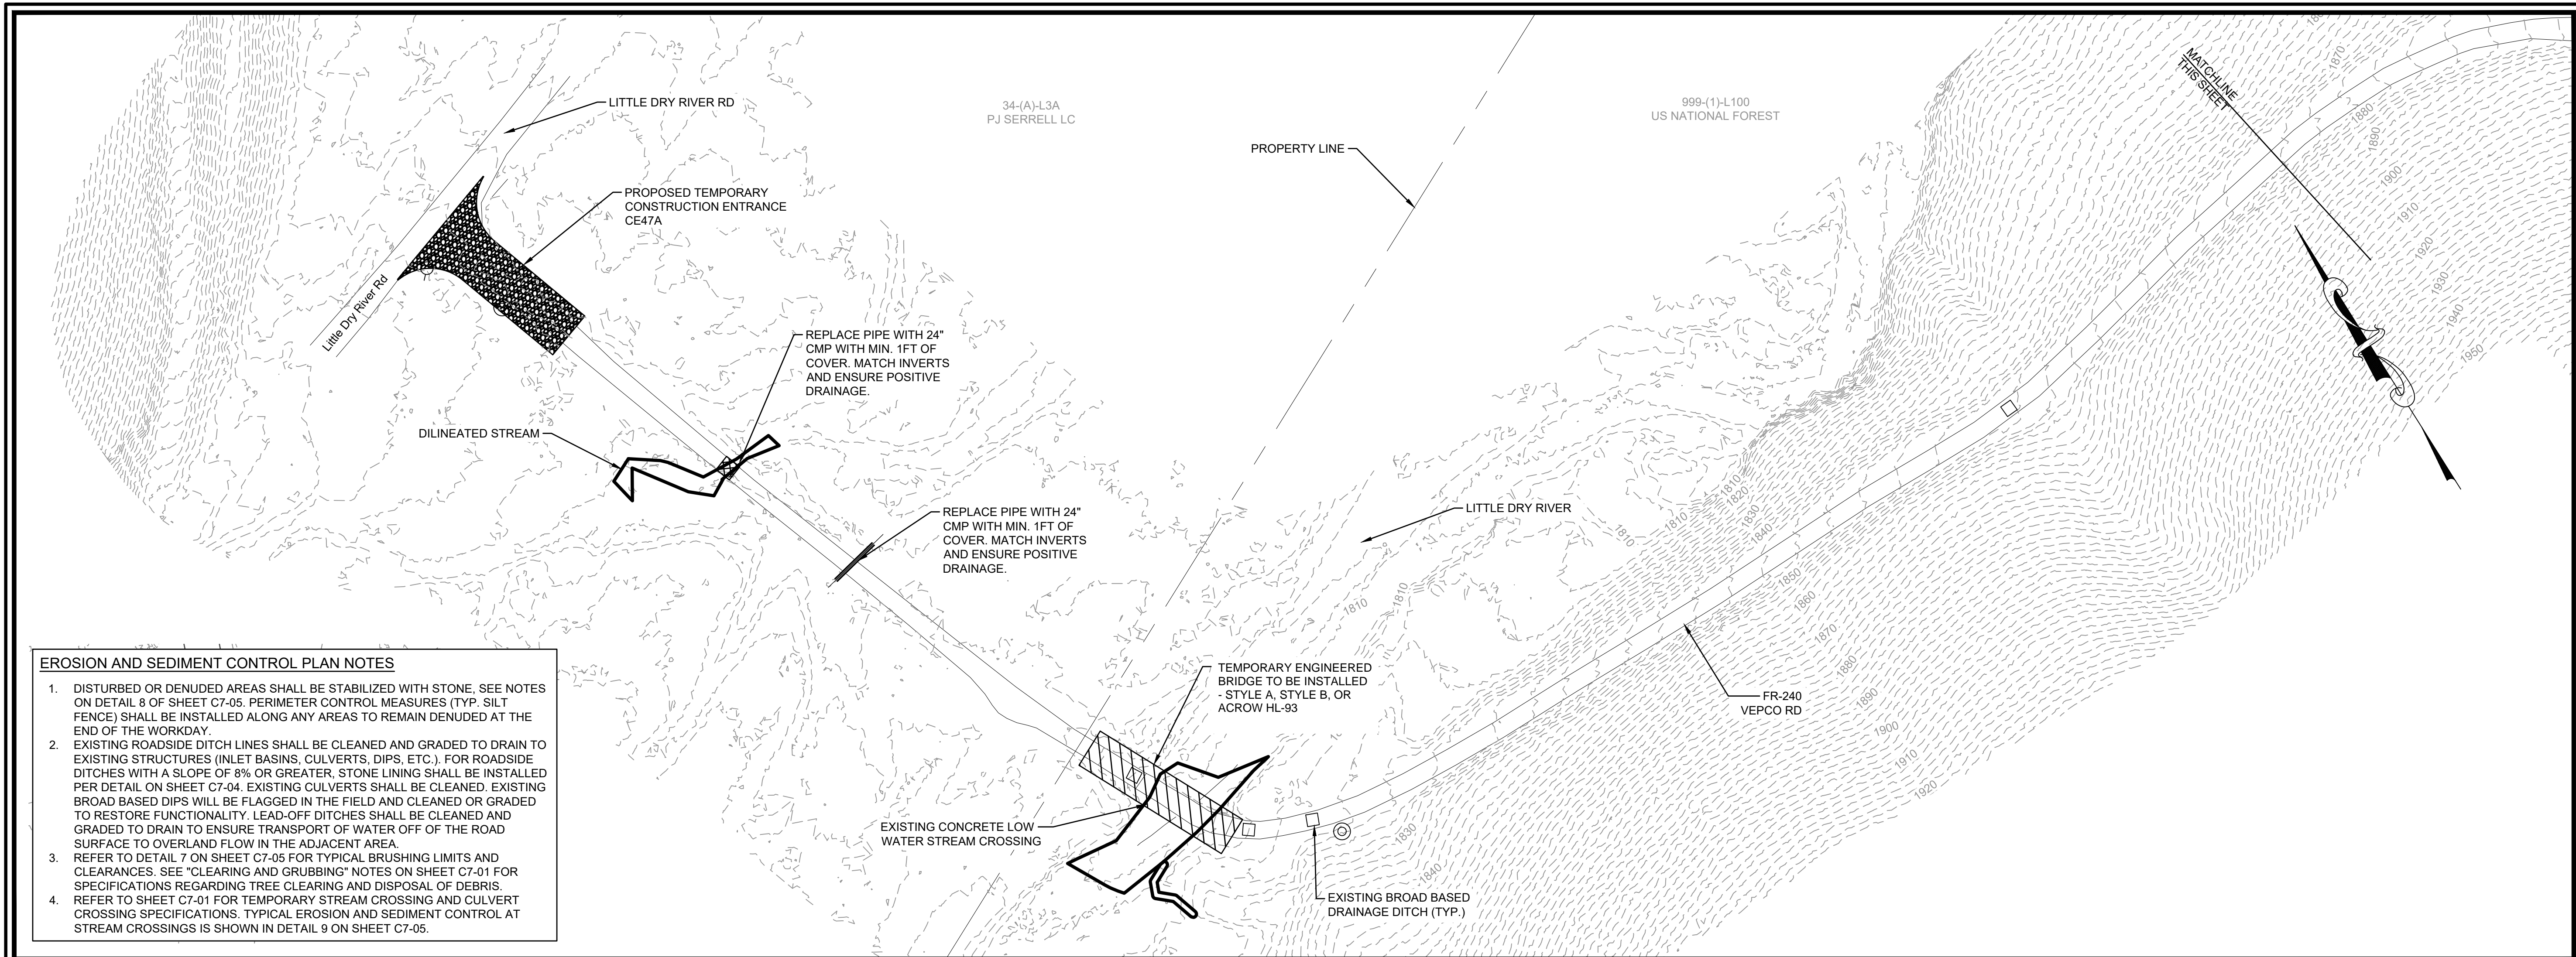 LITTLE DRY RIVER RD
34-(A)-L3A
PJ SERRELL LC
999-(1)-L100
US NATIONAL FOREST
MATCHLINE
THIS SHEET
PROPERTY LINE
PROPOSED TEMPORARY
CONSTRUCTION ENTRANCE
CE47A
Little Dry River Rd
REPLACE PIPE WITH 24"
CMP WITH MIN. 1FT OF
COVER. MATCH INVERTS
AND ENSURE POSITIVE
DRAINAGE.
DILINEATED STREAM
REPLACE PIPE WITH 24"
CMP WITH MIN. 1FT OF
COVER. MATCH INVERTS
AND ENSURE POSITIVE
DRAINAGE.
LITTLE DRY RIVER
TEMPORARY ENGINEERED
BRIDGE TO BE INSTALLED
- STYLE A, STYLE B, OR
ACROW HL-93
FR-240
VEPCO RD
EXISTING CONCRETE LOW
WATER STREAM CROSSING
EXISTING BROAD BASED
DRAINAGE DITCH (TYP.)
1870
1880
1890
1900
1910
1920
1930
1940
1950
1810
1820
1810
1830
1840
1810
1850
1860
1870
1880
1890
1900
1910
1920
1810
1810
1830
1840
EROSION AND SEDIMENT CONTROL PLAN NOTES
1. DISTURBED OR DENUDED AREAS SHALL BE STABILIZED WITH STONE, SEE NOTES
ON DETAIL 8 OF SHEET C7-05. PERIMETER CONTROL MEASURES (TYP. SILT
FENCE) SHALL BE INSTALLED ALONG ANY AREAS TO REMAIN DENUDED AT THE
END OF THE WORKDAY.
2. EXISTING ROADSIDE DITCH LINES SHALL BE CLEANED AND GRADED TO DRAIN TO
EXISTING STRUCTURES (INLET BASINS, CULVERTS, DIPS, ETC.). FOR ROADSIDE
DITCHES WITH A SLOPE OF 8% OR GREATER, STONE LINING SHALL BE INSTALLED
PER DETAIL ON SHEET C7-04. EXISTING CULVERTS SHALL BE CLEANED. EXISTING
BROAD BASED DIPS WILL BE FLAGGED IN THE FIELD AND CLEANED OR GRADED
TO RESTORE FUNCTIONALITY. LEAD-OFF DITCHES SHALL BE CLEANED AND
GRADED TO DRAIN TO ENSURE TRANSPORT OF WATER OFF OF THE ROAD
SURFACE TO OVERLAND FLOW IN THE ADJACENT AREA.
3. REFER TO DETAIL 7 ON SHEET C7-05 FOR TYPICAL BRUSHING LIMITS AND
CLEARANCES. SEE "CLEARING AND GRUBBING" NOTES ON SHEET C7-01 FOR
SPECIFICATIONS REGARDING TREE CLEARING AND DISPOSAL OF DEBRIS.
4. REFER TO SHEET C7-01 FOR TEMPORARY STREAM CROSSING AND CULVERT
CROSSING SPECIFICATIONS. TYPICAL EROSION AND SEDIMENT CONTROL AT
STREAM CROSSINGS IS SHOWN IN DETAIL 9 ON SHEET C7-05.